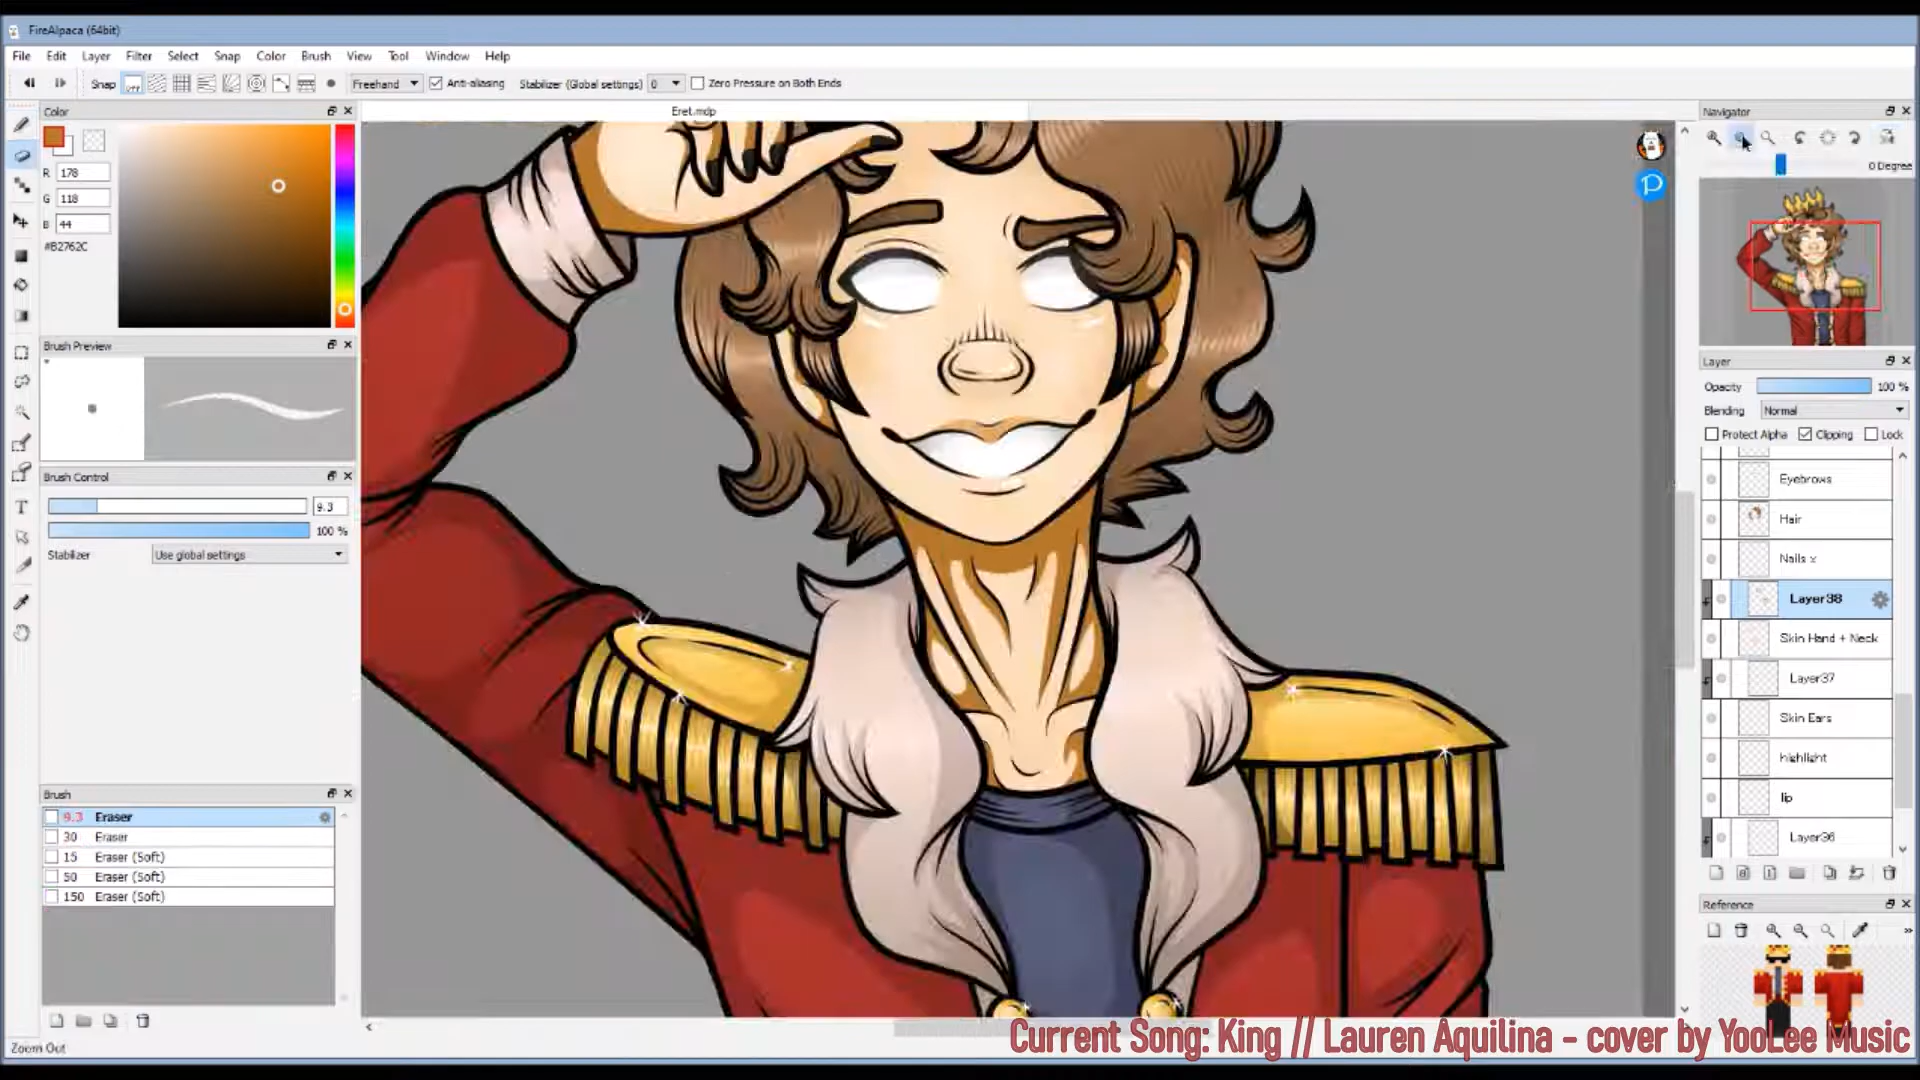 FireAlpaca (64bit)
File Edit Layer Filter Select Snap Color Brush View Tool Window Help
Snap OFF Freehand Anti-aliasing Stabilizer (Global settings) 0 Zero Pressure on Both Ends
Color
Eret.mdp
Navigator
R 178
G 118
B 44
#B2762C
0 Degree
Brush Preview
Layer
Opacity 100 %
Blending Normal
Protect Alpha Clipping Lock
Brush Control
9.3
100 %
Stabilizer Use global settings
Eyebrows
Hair
Nails x
Layer38
Skin Hand + Neck
Layer37
Skin Ears
highlight
lip
Layer36
Brush
9.3 Eraser
30 Eraser
15 Eraser (Soft)
50 Eraser (Soft)
150 Eraser (Soft)
Reference
Zoom Out
Current Song: King // Lauren Aquilina - cover by YooLee Music